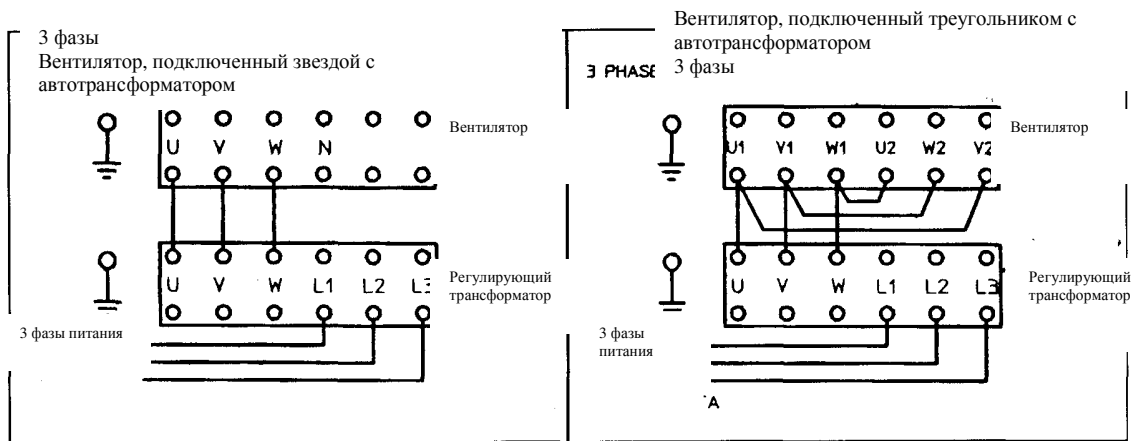 3 фазы
Вентилятор, подключенный звездой с
автотрансформатором
U V W N
Вентилятор
U V W L1 L2 L3
Регулирующий
трансформатор
3 фазы питания
Вентилятор, подключенный треугольником с
автотрансформатором
3 PHASE
3 фазы
U1 V1 W1 U2 W2 V2
Вентилятор
U V W L1 L2 L3
Регулирующий
трансформатор
3 фазы
питания
A